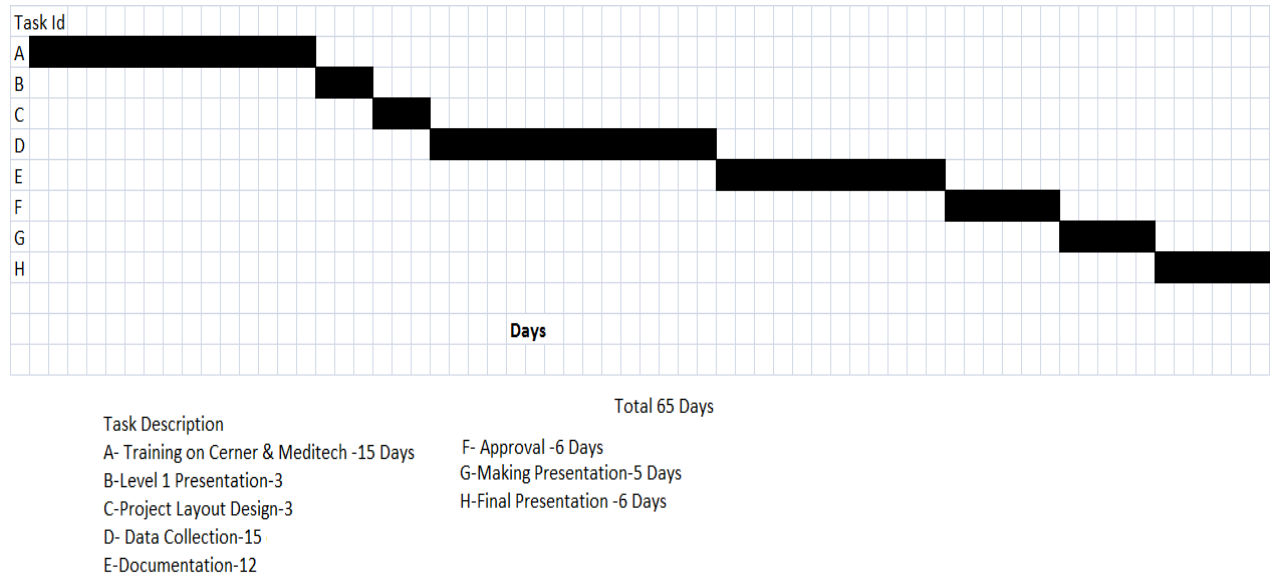 Task Id
A
B
C
D
E
F
G
H
Days
Total 65 Days
Task Description
A- Training on Cerner & Meditech -15 Days
B-Level 1 Presentation-3
C-Project Layout Design-3
D- Data Collection-15
E-Documentation-12
F- Approval -6 Days
G-Making Presentation-5 Days
H-Final Presentation -6 Days